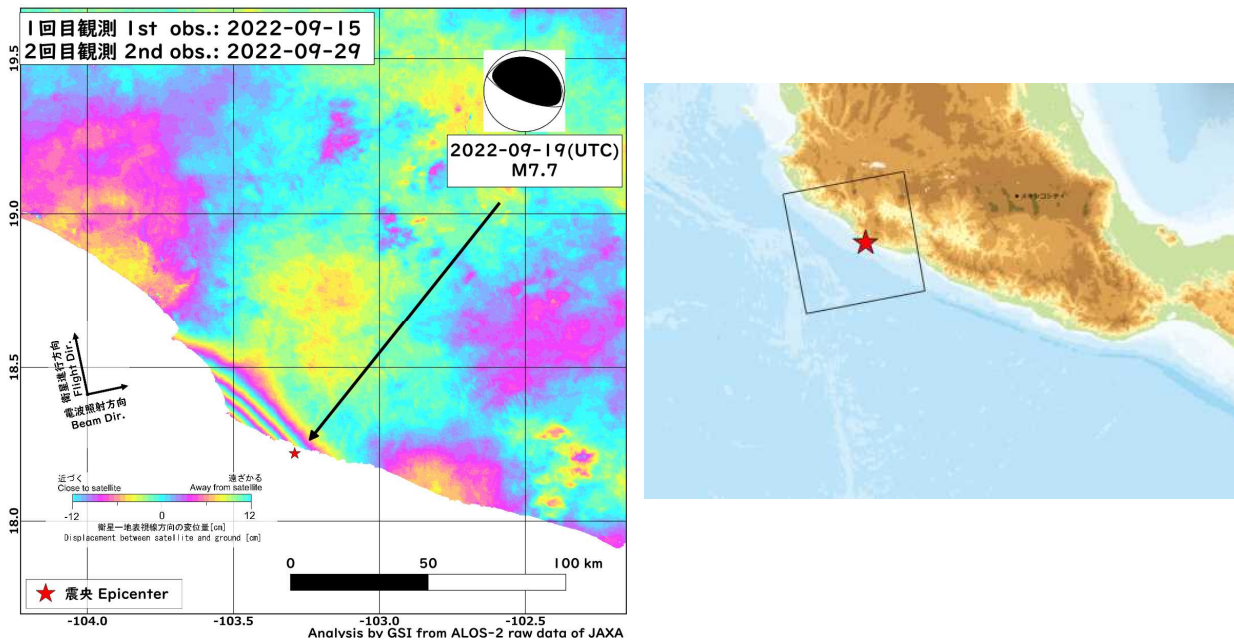 1回目観測 1st obs.: 2022-09-15
2回目観測 2nd obs.: 2022-09-29
2022-09-19(UTC)
M7.7
19.5
19.0
18.5
18.0
衛星進行方向
Flight Dir.
電波照射方向
Beam Dir.
近づく 遠ざかる
Close to satellite Away from satellite
-12 0 12
衛星－地表視線方向の変位量[cm]
Displacement between satellite and ground [cm]
0 50 100 km
震央 Epicenter
-104.0 -103.5 -103.0 -102.5
Analysis by GSI from ALOS-2 raw data of JAXA
メキシコシティ